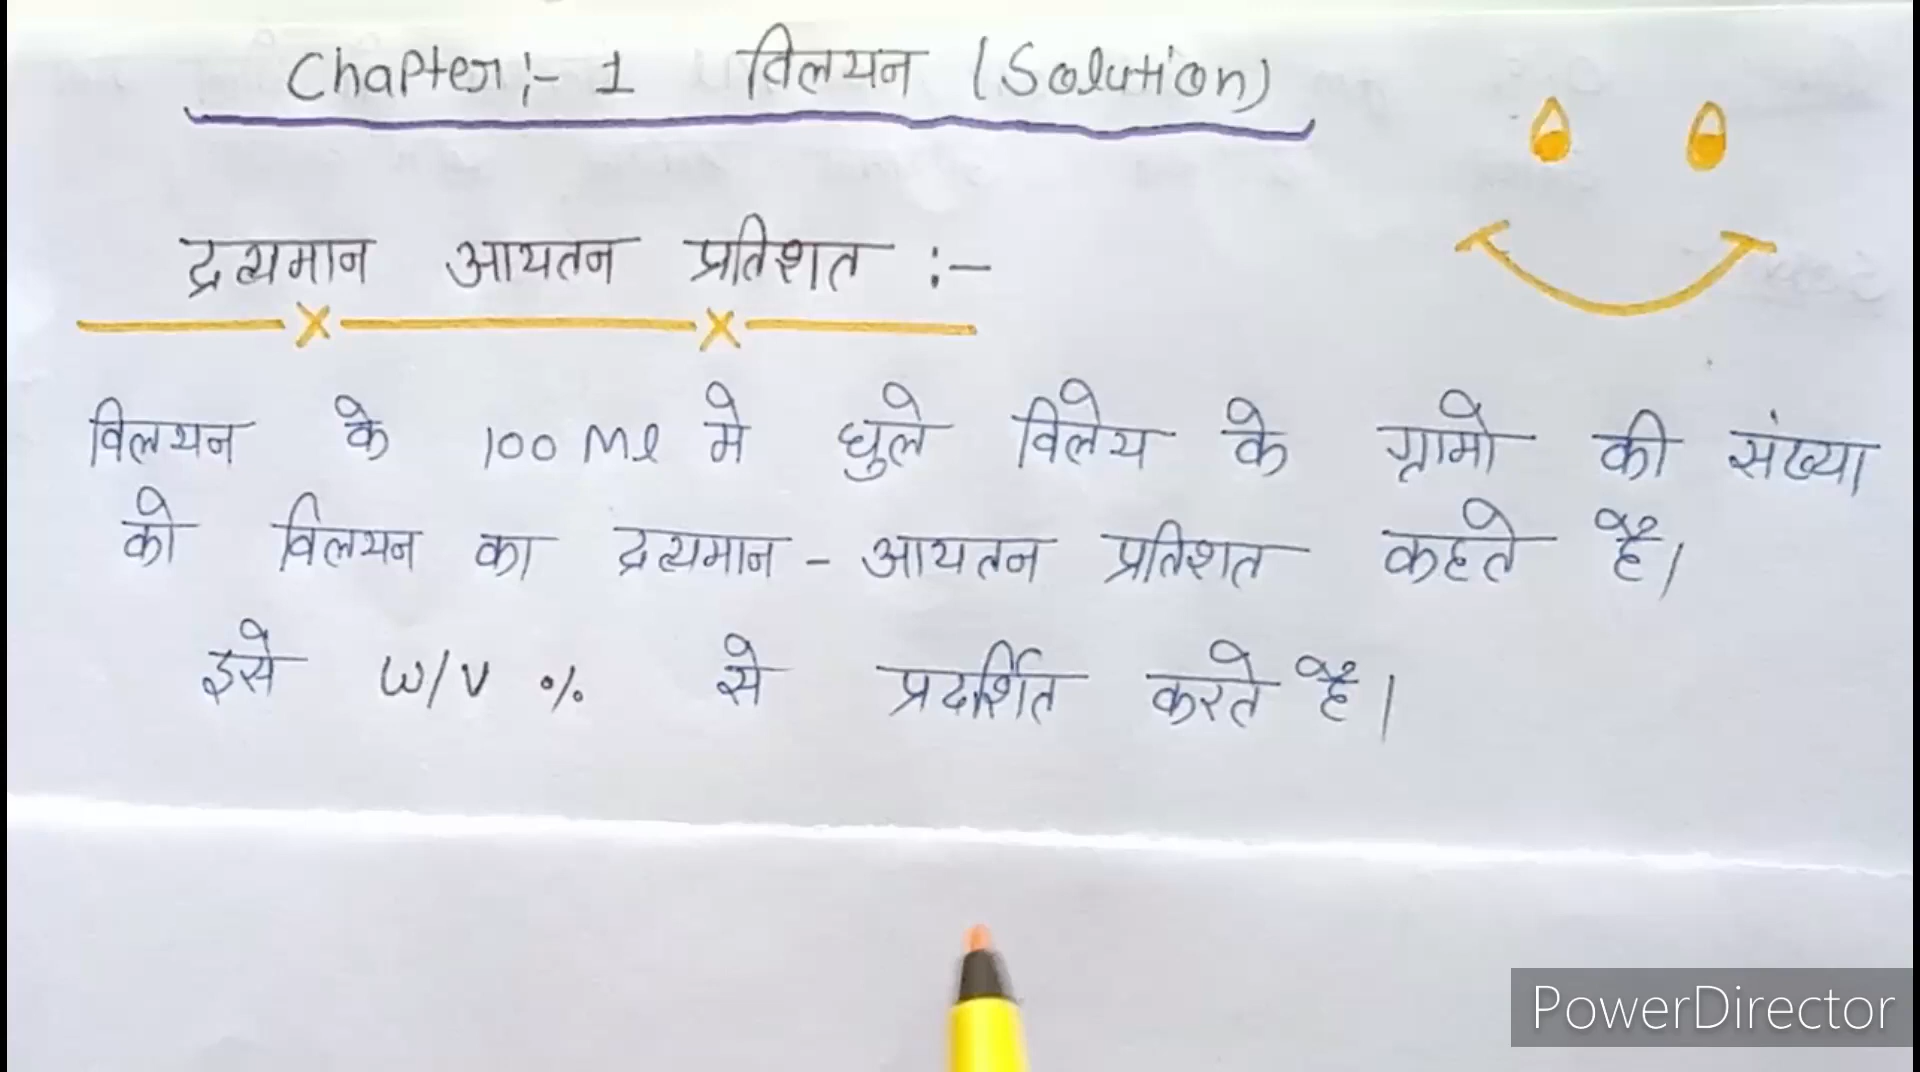 Chapter:- 1 विलयन (Solution)
द्रव्यमान आयतन प्रतिशत :-
विलयन के 100 Ml मे घुले विलेय के ग्रामो की संख्या
को विलयन का द्रव्यमान - आयतन प्रतिशत कहते है।
इसे W/V % से प्रदर्शित करते है।
PowerDirector